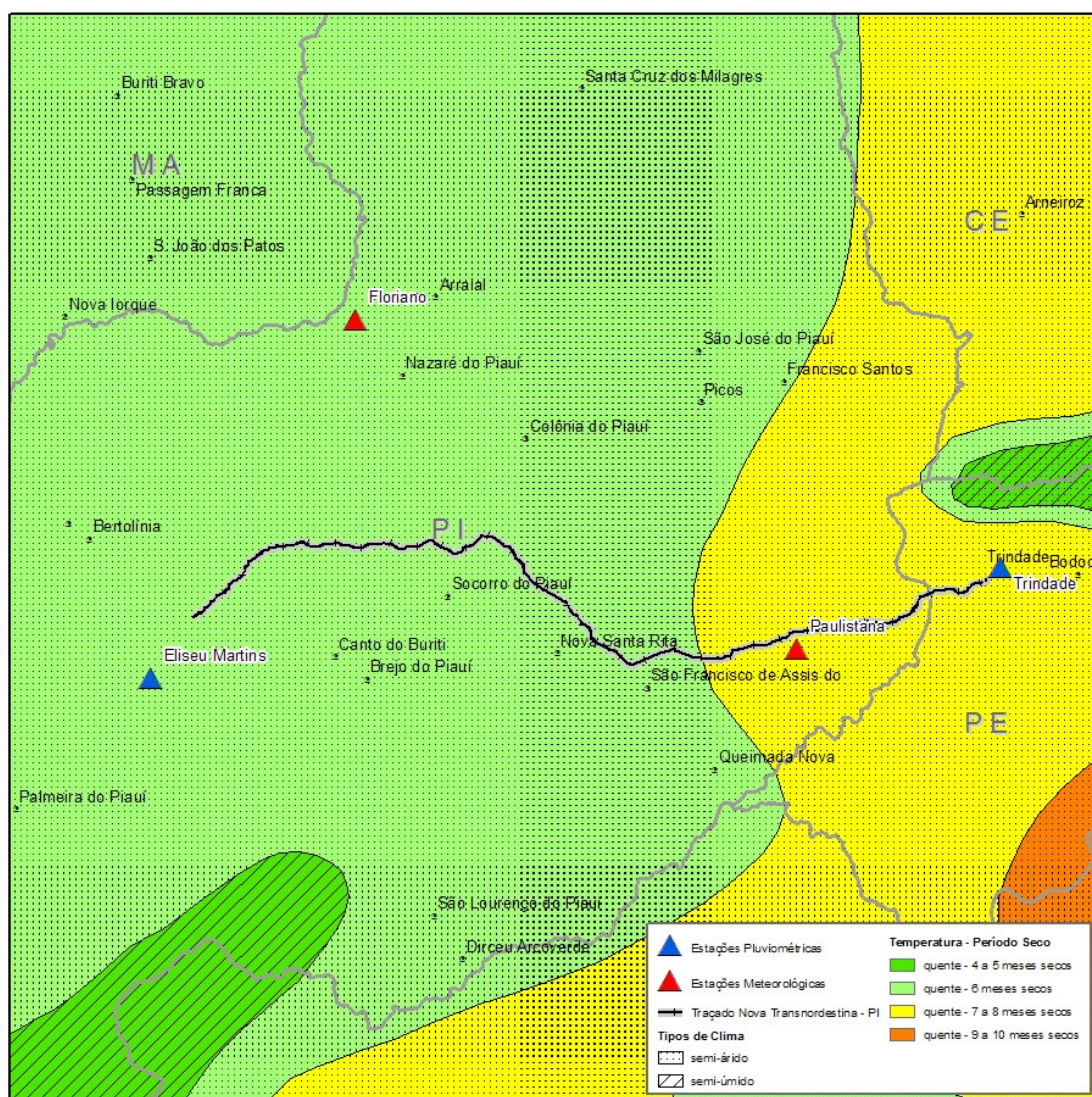 Buriti Bravo
Santa Cruz dos Milagres
MA
Passagem Franca
Arneiroz
CE
S. João dos Patos
Floriano
Arraial
Nova Iorque
São José do Piauí
Nazaré do Piauí
Francisco Santos
Picos
Colônia do Piauí
Bertolínia
PI
Trindade
Bodoc
Trindade
Socorro do Piauí
Paulistana
Canto do Buriti
Nova Santa Rita
Eliseu Martins
Brejo do Piauí
São Francisco de Assis do
PE
Queimada Nova
Palmeira do Piauí
São Lourenço do Piauí
Dirceu Arcoverde
Estações Pluviométricas
Estações Meteorológicas
Traçado Nova Transnordestina - PI
Tipos de Clima
semi-árido
semi-úmido
Temperatura - Periodo Seco
quente - 4 a 5 meses secos
quente - 6 meses secos
quente - 7 a 8 meses secos
quente - 9 a 10 meses secos